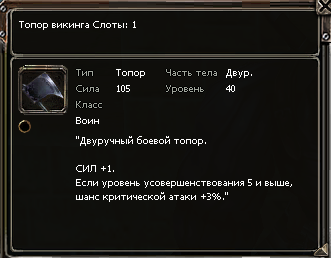 Топор викинга Слоты: 1
Тип Топор Часть тела Двур.
Сила 105 Уровень 40
Класс
Воин
"Двуручный боевой топор.
СИЛ +1.
Если уровень усовершенствования 5 и выше,
шанс критической атаки +3%."